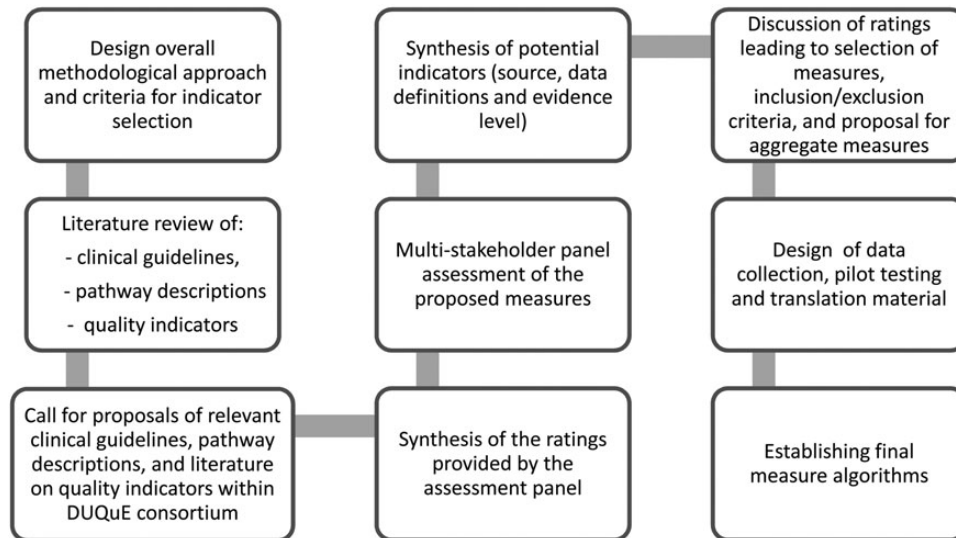 Design overall
methodological approach
and criteria for indicator
selection
Literature review of:
- clinical guidelines,
- pathway descriptions
- quality indicators
Call for proposals of relevant
clinical guidelines, pathway
descriptions, and literature
on quality indicators within
DUQuE consortium
Synthesis of potential
indicators (source, data
definitions and evidence
level)
Multi-stakeholder panel
assessment of the
proposed measures
Synthesis of the ratings
provided by the
assessment panel
Discussion of ratings
leading to selection of
measures,
inclusion/exclusion
criteria, and proposal for
aggregate measures
Design of data
collection, pilot testing
and translation material
Establishing final
measure algorithms